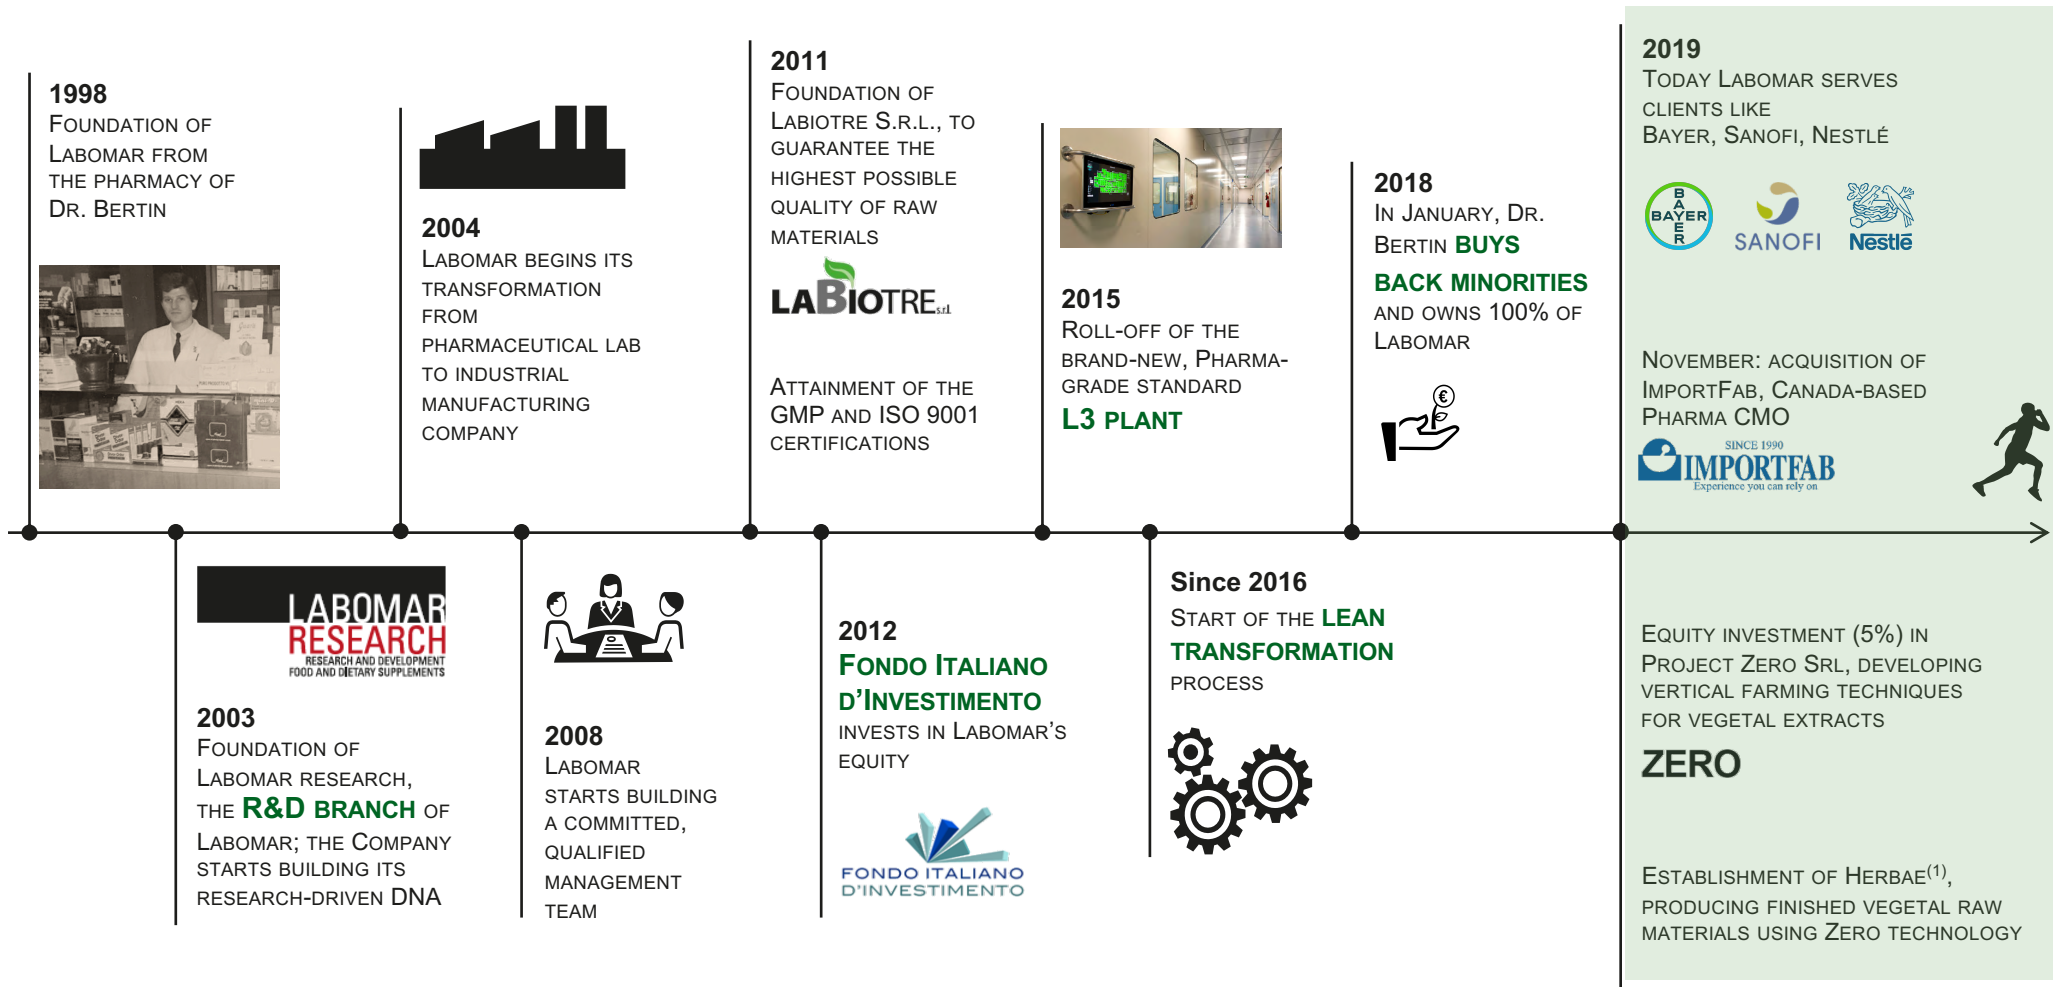 1998
Foundation of
Labomar from
the pharmacy of
Dr. Bertin
2004
Labomar begins its
transformation
from
pharmaceutical lab
to industrial
manufacturing
company
2011
Foundation of
Labiotre S.r.l., to
guarantee the
highest possible
quality of raw
materials
LABIOTRE s.r.l.
Attainment of the
GMP and ISO 9001
certifications
2015
Roll-off of the
brand-new, Pharma-
grade standard
L3 plant
2018
In January, Dr.
Bertin buys
back minorities
and owns 100% of
Labomar
€
2019
Today Labomar serves
clients like
Bayer, Sanofi, Nestlé
BAYER
BAYER
SANOFI
Nestlé
November: acquisition of
ImportFab, Canada-based
Pharma CMO
SINCE 1990
IMPORTFAB
Experience you can rely on
LABOMAR
RESEARCH
RESEARCH AND DEVELOPMENT
FOOD AND DIETARY SUPPLEMENTS
2003
Foundation of
Labomar research,
the R&D branch of
Labomar; the Company
starts building its
research-driven DNA
2008
Labomar
starts building
a committed,
qualified
management
team
2012
Fondo Italiano
d’Investimento
invests in Labomar’s
equity
FONDO ITALIANO
D’INVESTIMENTO
Since 2016
Start of the lean
transformation
process
Equity investment (5%) in
Project Zero Srl, developing
vertical farming techniques
for vegetal extracts
ZERO
Establishment of Herbae(1),
producing finished vegetal raw
materials using Zero technology